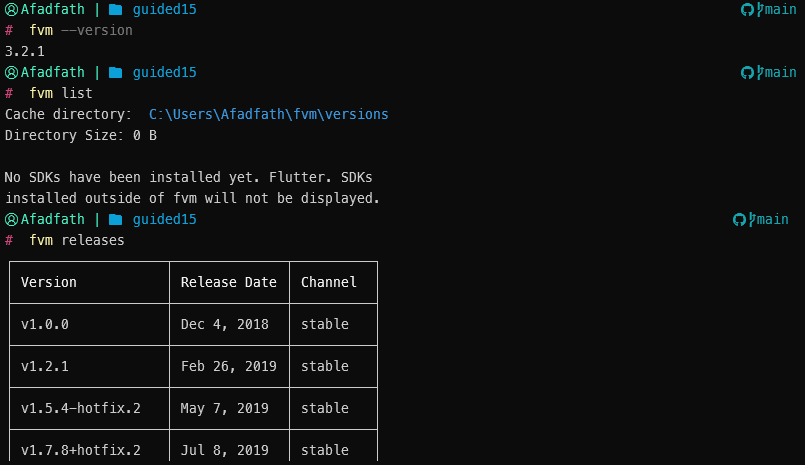 Afadfath | guided15 main
# fvm --version
3.2.1
Afadfath | guided15 main
# fvm list
Cache directory: C:\Users\Afadfath\fvm\versions
Directory Size: 0 B
No SDKs have been installed yet. Flutter. SDKs
installed outside of fvm will not be displayed.
Afadfath | guided15 main
# fvm releases
Version Release Date Channel
v1.0.0 Dec 4, 2018 stable
v1.2.1 Feb 26, 2019 stable
v1.5.4-hotfix.2 May 7, 2019 stable
v1.7.8+hotfix.2 Jul 8, 2019 stable